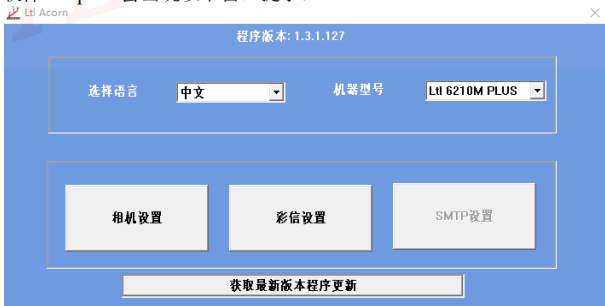 Ltl Acorn
程序版本: 1.3.1.127
选择语言 中文 机器型号 Ltl 6210M PLUS
相机设置 彩信设置 SMTP设置
获取最新版本程序更新